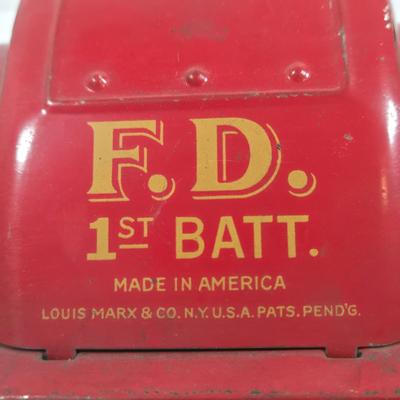 F.D.
1ST BATT.
MADE IN AMERICA
LOUIS MARX & CO. N.Y. U.S.A. PATS. PEND'G.